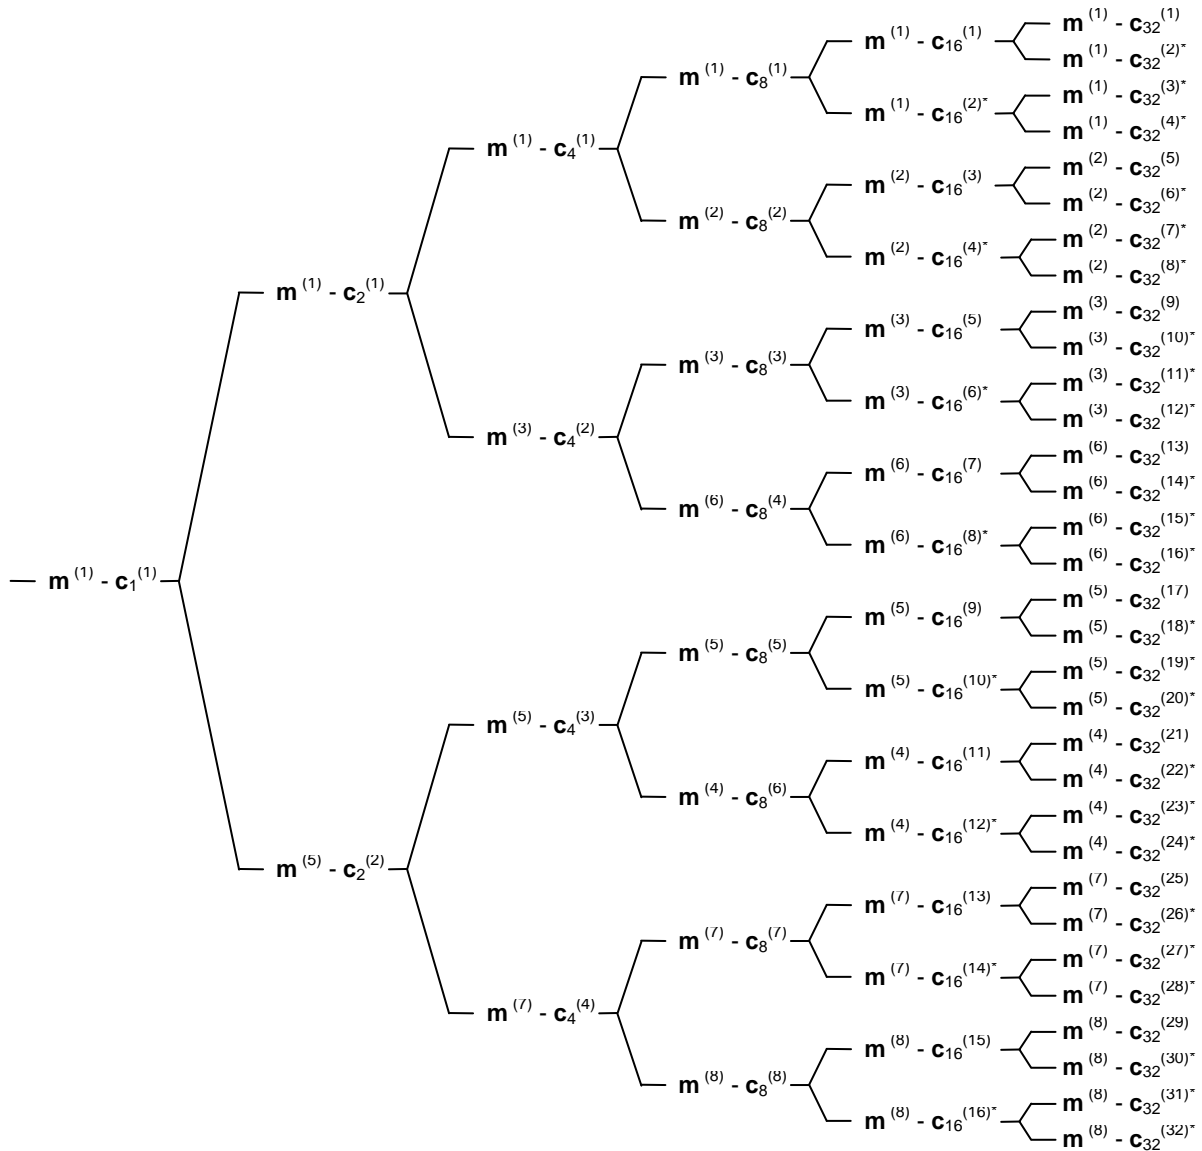 m(1) - c1(1)
m(1) - c2(1)
m(5) - c2(2)
m(1) - c4(1)
m(3) - c4(2)
m(5) - c4(3)
m(7) - c4(4)
m(1) - c8(1)
m(2) - c8(2)
m(3) - c8(3)
m(6) - c8(4)
m(5) - c8(5)
m(4) - c8(6)
m(7) - c8(7)
m(8) - c8(8)
m(1) - c16(1)
m(1) - c16(2)*
m(2) - c16(3)
m(2) - c16(4)*
m(3) - c16(5)
m(3) - c16(6)*
m(6) - c16(7)
m(6) - c16(8)*
m(5) - c16(9)
m(5) - c16(10)*
m(4) - c16(11)
m(4) - c16(12)*
m(7) - c16(13)
m(7) - c16(14)*
m(8) - c16(15)
m(8) - c16(16)*
m(1) - c32(1)
m(1) - c32(2)*
m(1) - c32(3)*
m(1) - c32(4)*
m(2) - c32(5)
m(2) - c32(6)*
m(2) - c32(7)*
m(2) - c32(8)*
m(3) - c32(9)
m(3) - c32(10)*
m(3) - c32(11)*
m(3) - c32(12)*
m(6) - c32(13)
m(6) - c32(14)*
m(6) - c32(15)*
m(6) - c32(16)*
m(5) - c32(17)
m(5) - c32(18)*
m(5) - c32(19)*
m(5) - c32(20)*
m(4) - c32(21)
m(4) - c32(22)*
m(4) - c32(23)*
m(4) - c32(24)*
m(7) - c32(25)
m(7) - c32(26)*
m(7) - c32(27)*
m(7) - c32(28)*
m(8) - c32(29)
m(8) - c32(30)*
m(8) - c32(31)*
m(8) - c32(32)*